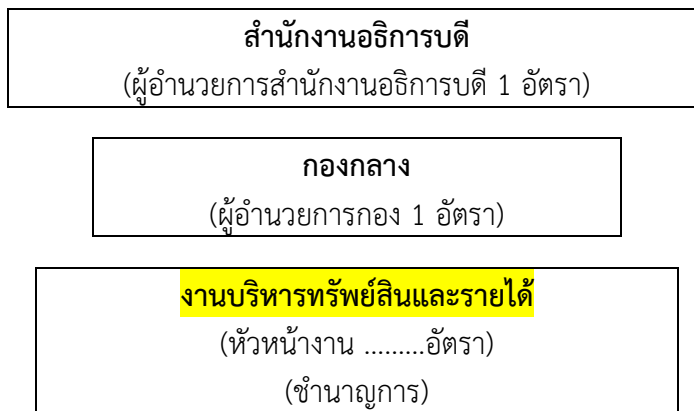 สำนักงานอธิการบดี
(ผู้อำนวยการสำนักงานอธิการบดี 1 อัตรา)
กองกลาง
(ผู้อำนวยการกอง 1 อัตรา)
งานบริหารทรัพย์สินและรายได้
(หัวหน้างาน .........อัตรา)
(ชำนาญการ)